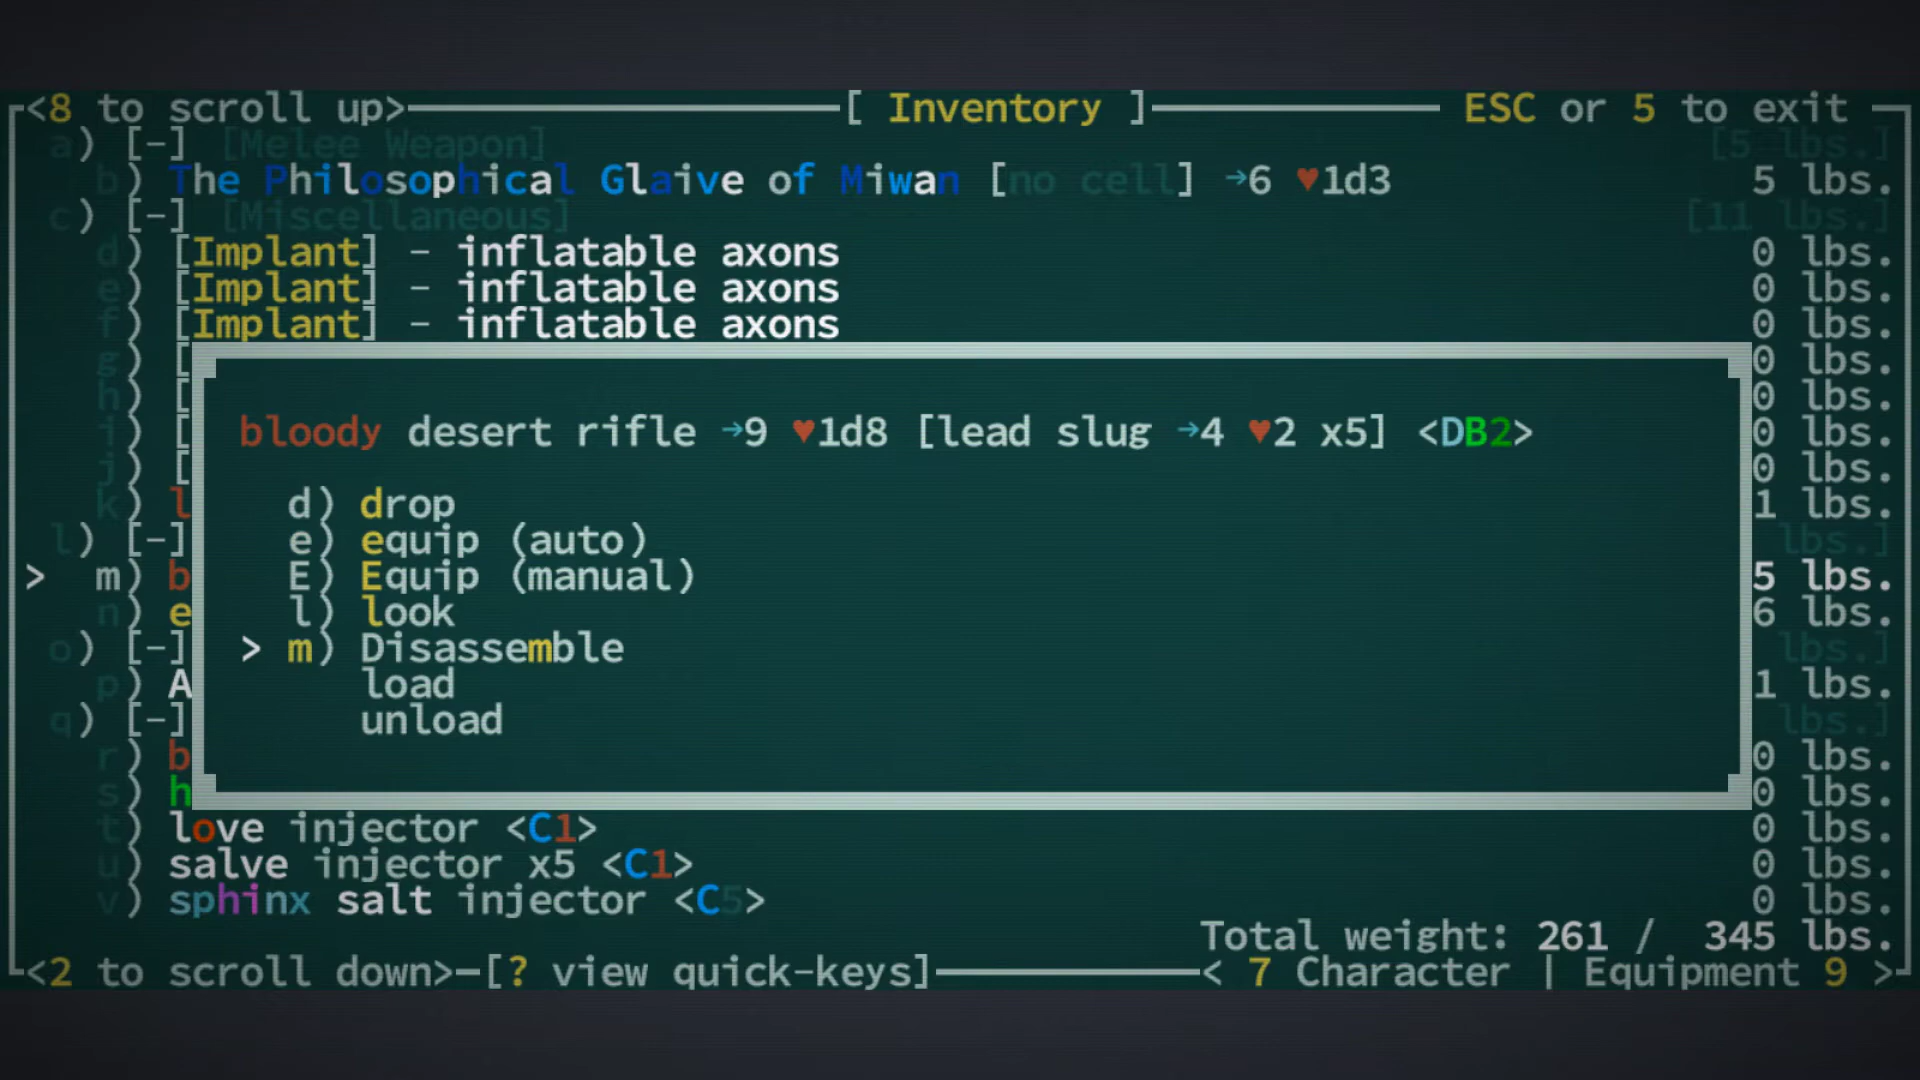 <8 to scroll up> [ Inventory ] ESC or 5 to exit
a) [-] [Melee Weapon] [5 lbs.]
b) The Philosophical Glaive of Miwan [no cell] →6 ♥1d3 5 lbs.
c) [-] [Miscellaneous] [11 lbs.]
d) [Implant] - inflatable axons 0 lbs.
e) [Implant] - inflatable axons 0 lbs.
f) [Implant] - inflatable axons 0 lbs.
g) [ 0 lbs.
h) [ 0 lbs.
i) [ 0 lbs.
j) [ 0 lbs.
k) l 1 lbs.
l) [-] lbs.]
> m) b 5 lbs.
n) e 6 lbs.
o) [-] lbs.]
p) A 1 lbs.
q) [-] lbs.]
r) b 0 lbs.
s) h 0 lbs.
bloody desert rifle →9 ♥1d8 [lead slug →4 ♥2 x5] <DB2>
d) drop
e) equip (auto)
E) Equip (manual)
l) look
> m) Disassemble
load
unload
t) love injector <C1> 0 lbs.
u) salve injector x5 <C1> 0 lbs.
v) sphinx salt injector <C5> 0 lbs.
Total weight: 261 / 345 lbs.
<2 to scroll down> [? view quick-keys] < 7 Character | Equipment 9 >